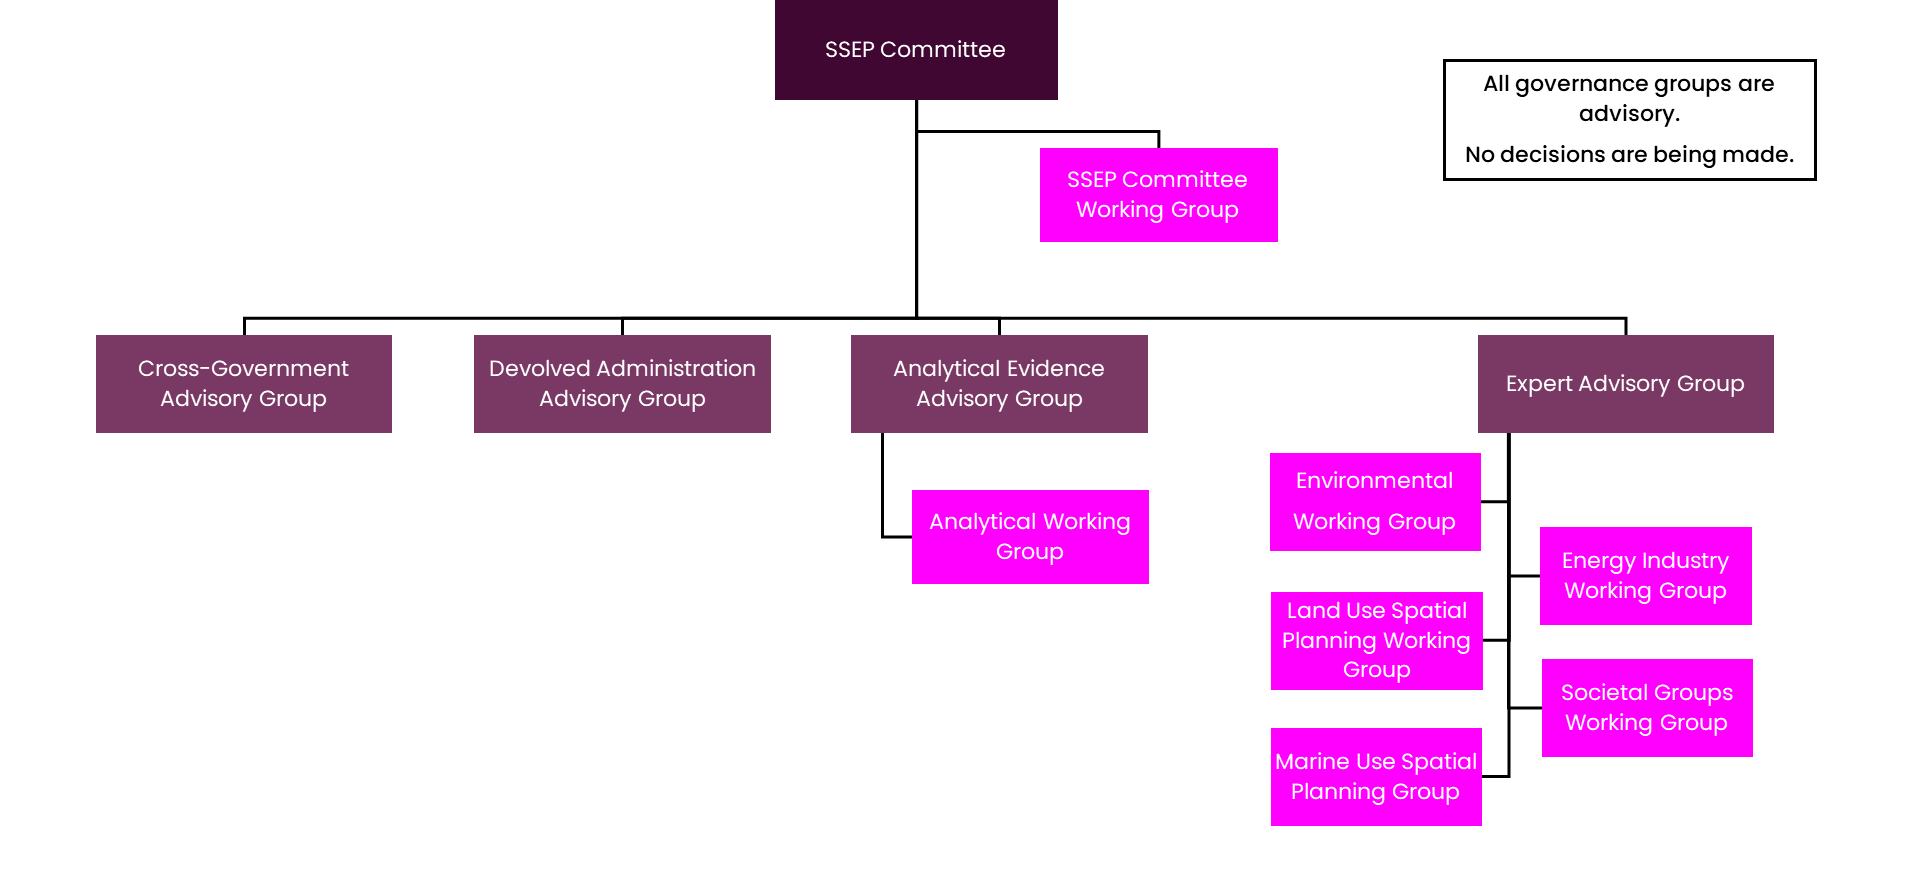 SSEP Committee
All governance groups are
advisory.
No decisions are being made.
SSEP Committee
Working Group
Cross-Government
Advisory Group
Devolved Administration
Advisory Group
Analytical Evidence
Advisory Group
Expert Advisory Group
Analytical Working
Group
Environmental
Working Group
Energy Industry
Working Group
Land Use Spatial
Planning Working
Group
Societal Groups
Working Group
Marine Use Spatial
Planning Group